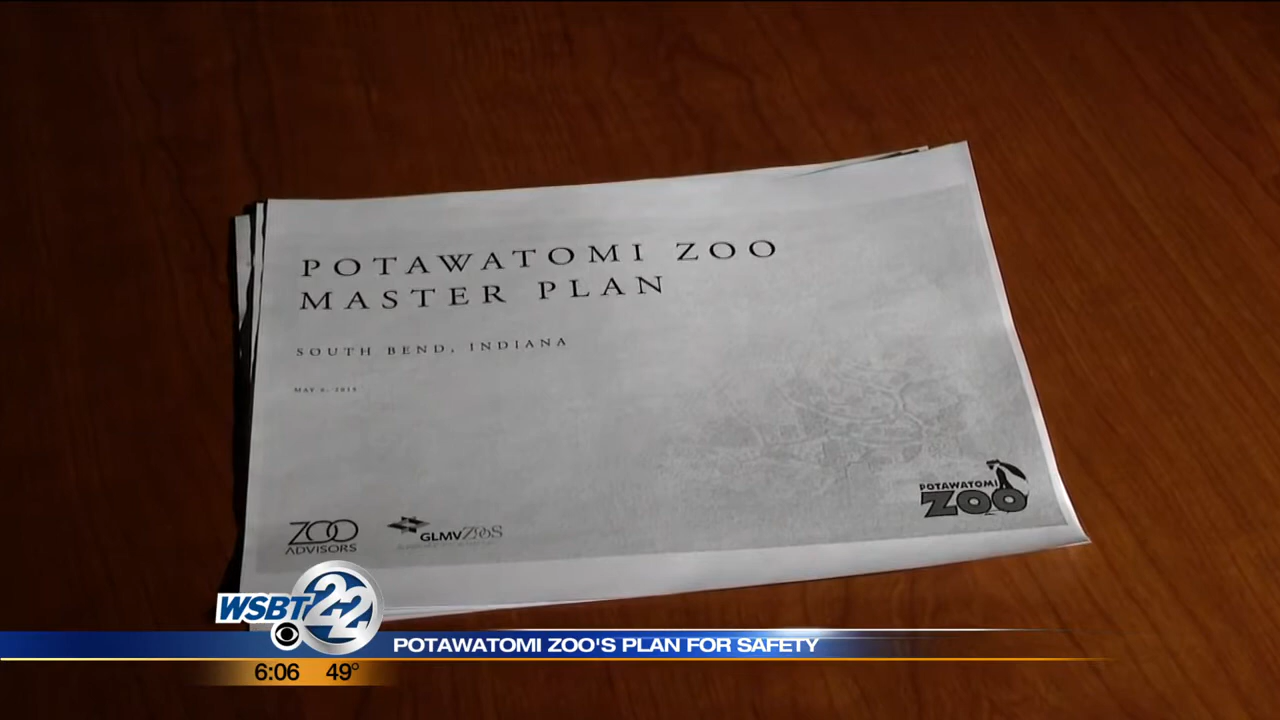 POTAWATOMI ZOO
MASTER PLAN
SOUTH BEND, INDIANA
ZOO
ADVISORS
GLMV ZOOS
POTAWATOMI
ZOO
WSBT 22
POTAWATOMI ZOO'S PLAN FOR SAFETY
6:06 49°